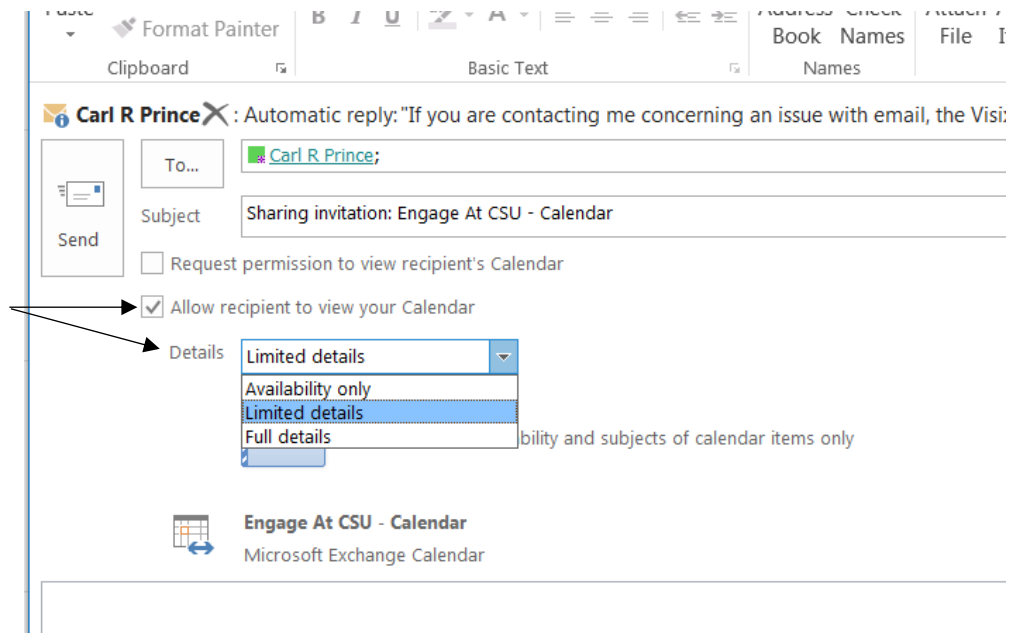 Paste Address Check Attach
Format Painter B I U A Book Names File
Clipboard Basic Text Names
Carl R Prince : Automatic reply: "If you are contacting me concerning an issue with email, the
To... Carl R Prince;
Subject Sharing invitation: Engage At CSU - Calendar
Send
Request permission to view recipient's Calendar
Allow recipient to view your Calendar
Details Limited details
Availability only
Limited details
Full details
bility and subjects of calendar items only
Engage At CSU - Calendar
Microsoft Exchange Calendar